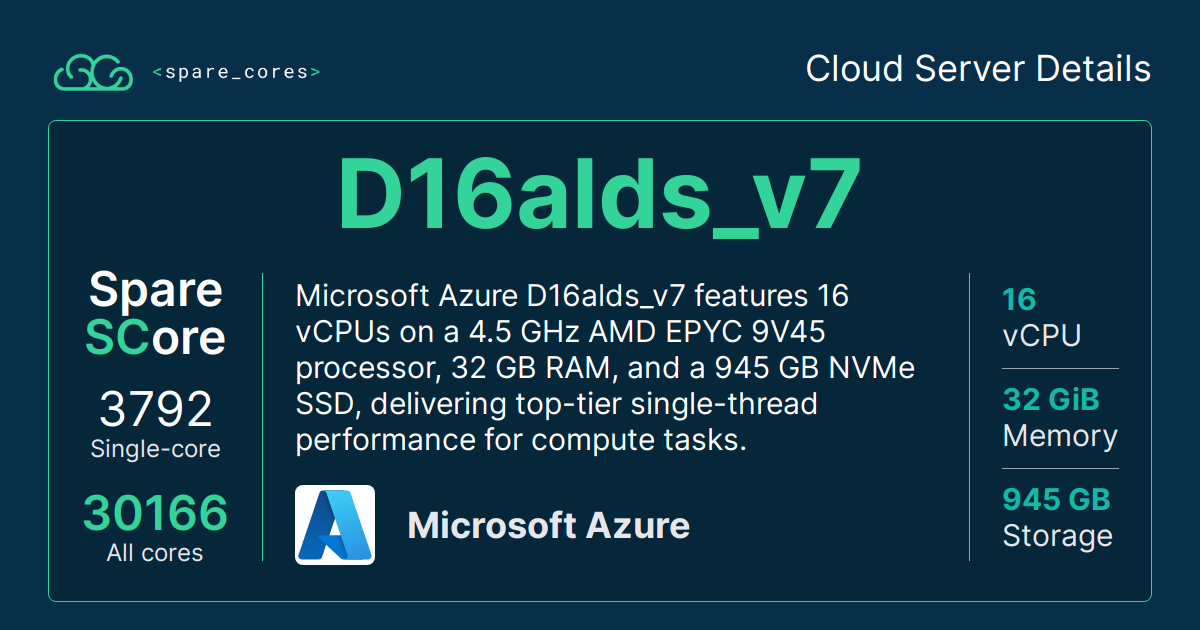 <spare_cores>
Cloud Server Details
D16alds_v7
Spare
SCore
3792
Single-core
30166
All cores
Microsoft Azure D16alds_v7 features 16
vCPUs on a 4.5 GHz AMD EPYC 9V45
processor, 32 GB RAM, and a 945 GB NVMe
SSD, delivering top-tier single-thread
performance for compute tasks.
Microsoft Azure
16
vCPU
32 GiB
Memory
945 GB
Storage